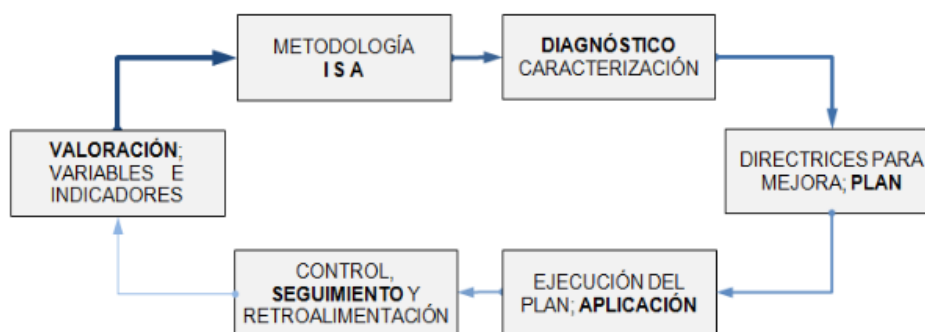 METODOLOGÍA
I S A
DIAGNÓSTICO
CARACTERIZACIÓN
DIRECTRICES PARA
MEJORA; PLAN
EJECUCIÓN DEL
PLAN; APLICACIÓN
CONTROL,
SEGUIMIENTO Y
RETROALIMENTACIÓN
VALORACIÓN;
VARIABLES E
INDICADORES